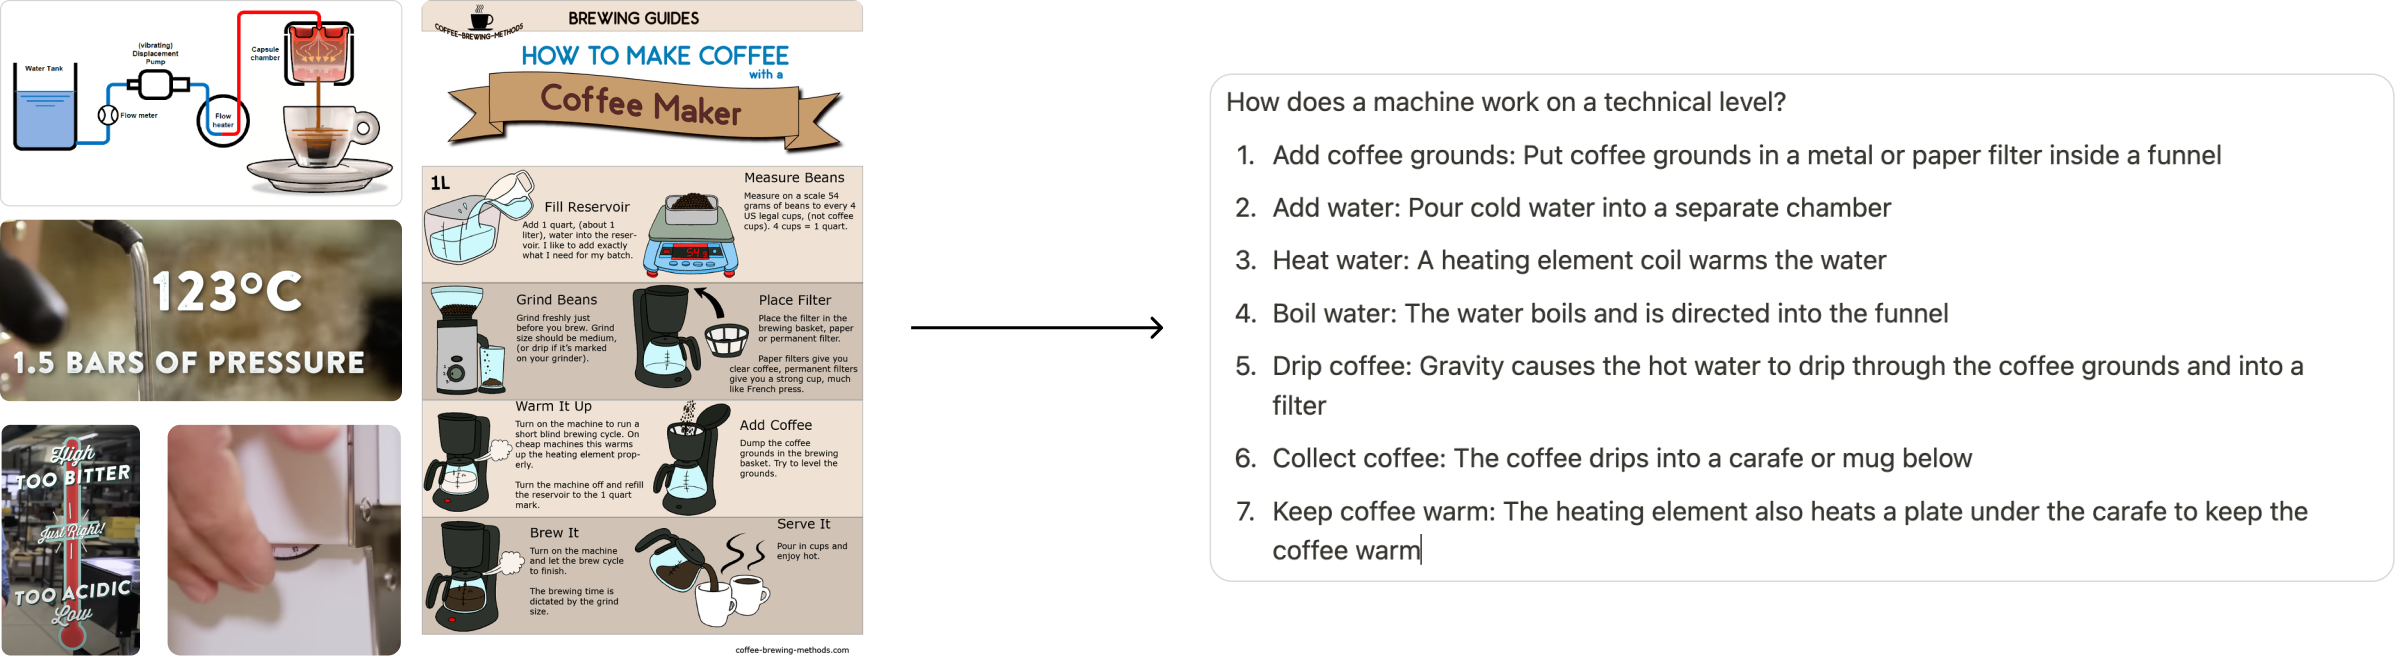 Water Tank
(vibrating)
Displacement
Pump
Flow meter
Flow
heater
Capsule
chamber
123°C
1.5 BARS OF PRESSURE
High
TOO BITTER
Just Right!
TOO ACIDIC
Low
COFFEE-BREWING-METHODS
BREWING GUIDES
HOW TO MAKE COFFEE
with a
Coffee Maker
1L
Fill Reservoir
Add 1 quart, (about 1
liter), water into the reser-
voir. I like to add exactly
what I need for my batch.
Measure Beans
Measure on a scale 54
grams of beans to every 4
US legal cups, (not coffee
cups). 4 cups = 1 quart.
Grind Beans
Grind freshly just
before you brew. Grind
size should be medium,
(or drip if it's marked
on your grinder).
Place Filter
Place the filter in the
brewing basket, paper
or permanent filter.
Paper filters give you
clear coffee, permanent filters
give you a strong cup, much
like French press.
Warm It Up
Turn on the machine to run a
short blind brewing cycle. On
cheap machines this warms
up the heating element prop-
erly.
Turn the machine off and refill
the reservoir to the 1 quart
mark.
Add Coffee
Dump the coffee
grounds in the brewing
basket. Try to level the
grounds.
Brew It
Turn on the machine
and let the brew cycle
to finish.
The brewing time is
dictated by the grind
size.
Serve It
Pour in cups and
enjoy hot.
coffee-brewing-methods.com
How does a machine work on a technical level?
1. Add coffee grounds: Put coffee grounds in a metal or paper filter inside a funnel
2. Add water: Pour cold water into a separate chamber
3. Heat water: A heating element coil warms the water
4. Boil water: The water boils and is directed into the funnel
5. Drip coffee: Gravity causes the hot water to drip through the coffee grounds and into a
filter
6. Collect coffee: The coffee drips into a carafe or mug below
7. Keep coffee warm: The heating element also heats a plate under the carafe to keep the
coffee warm